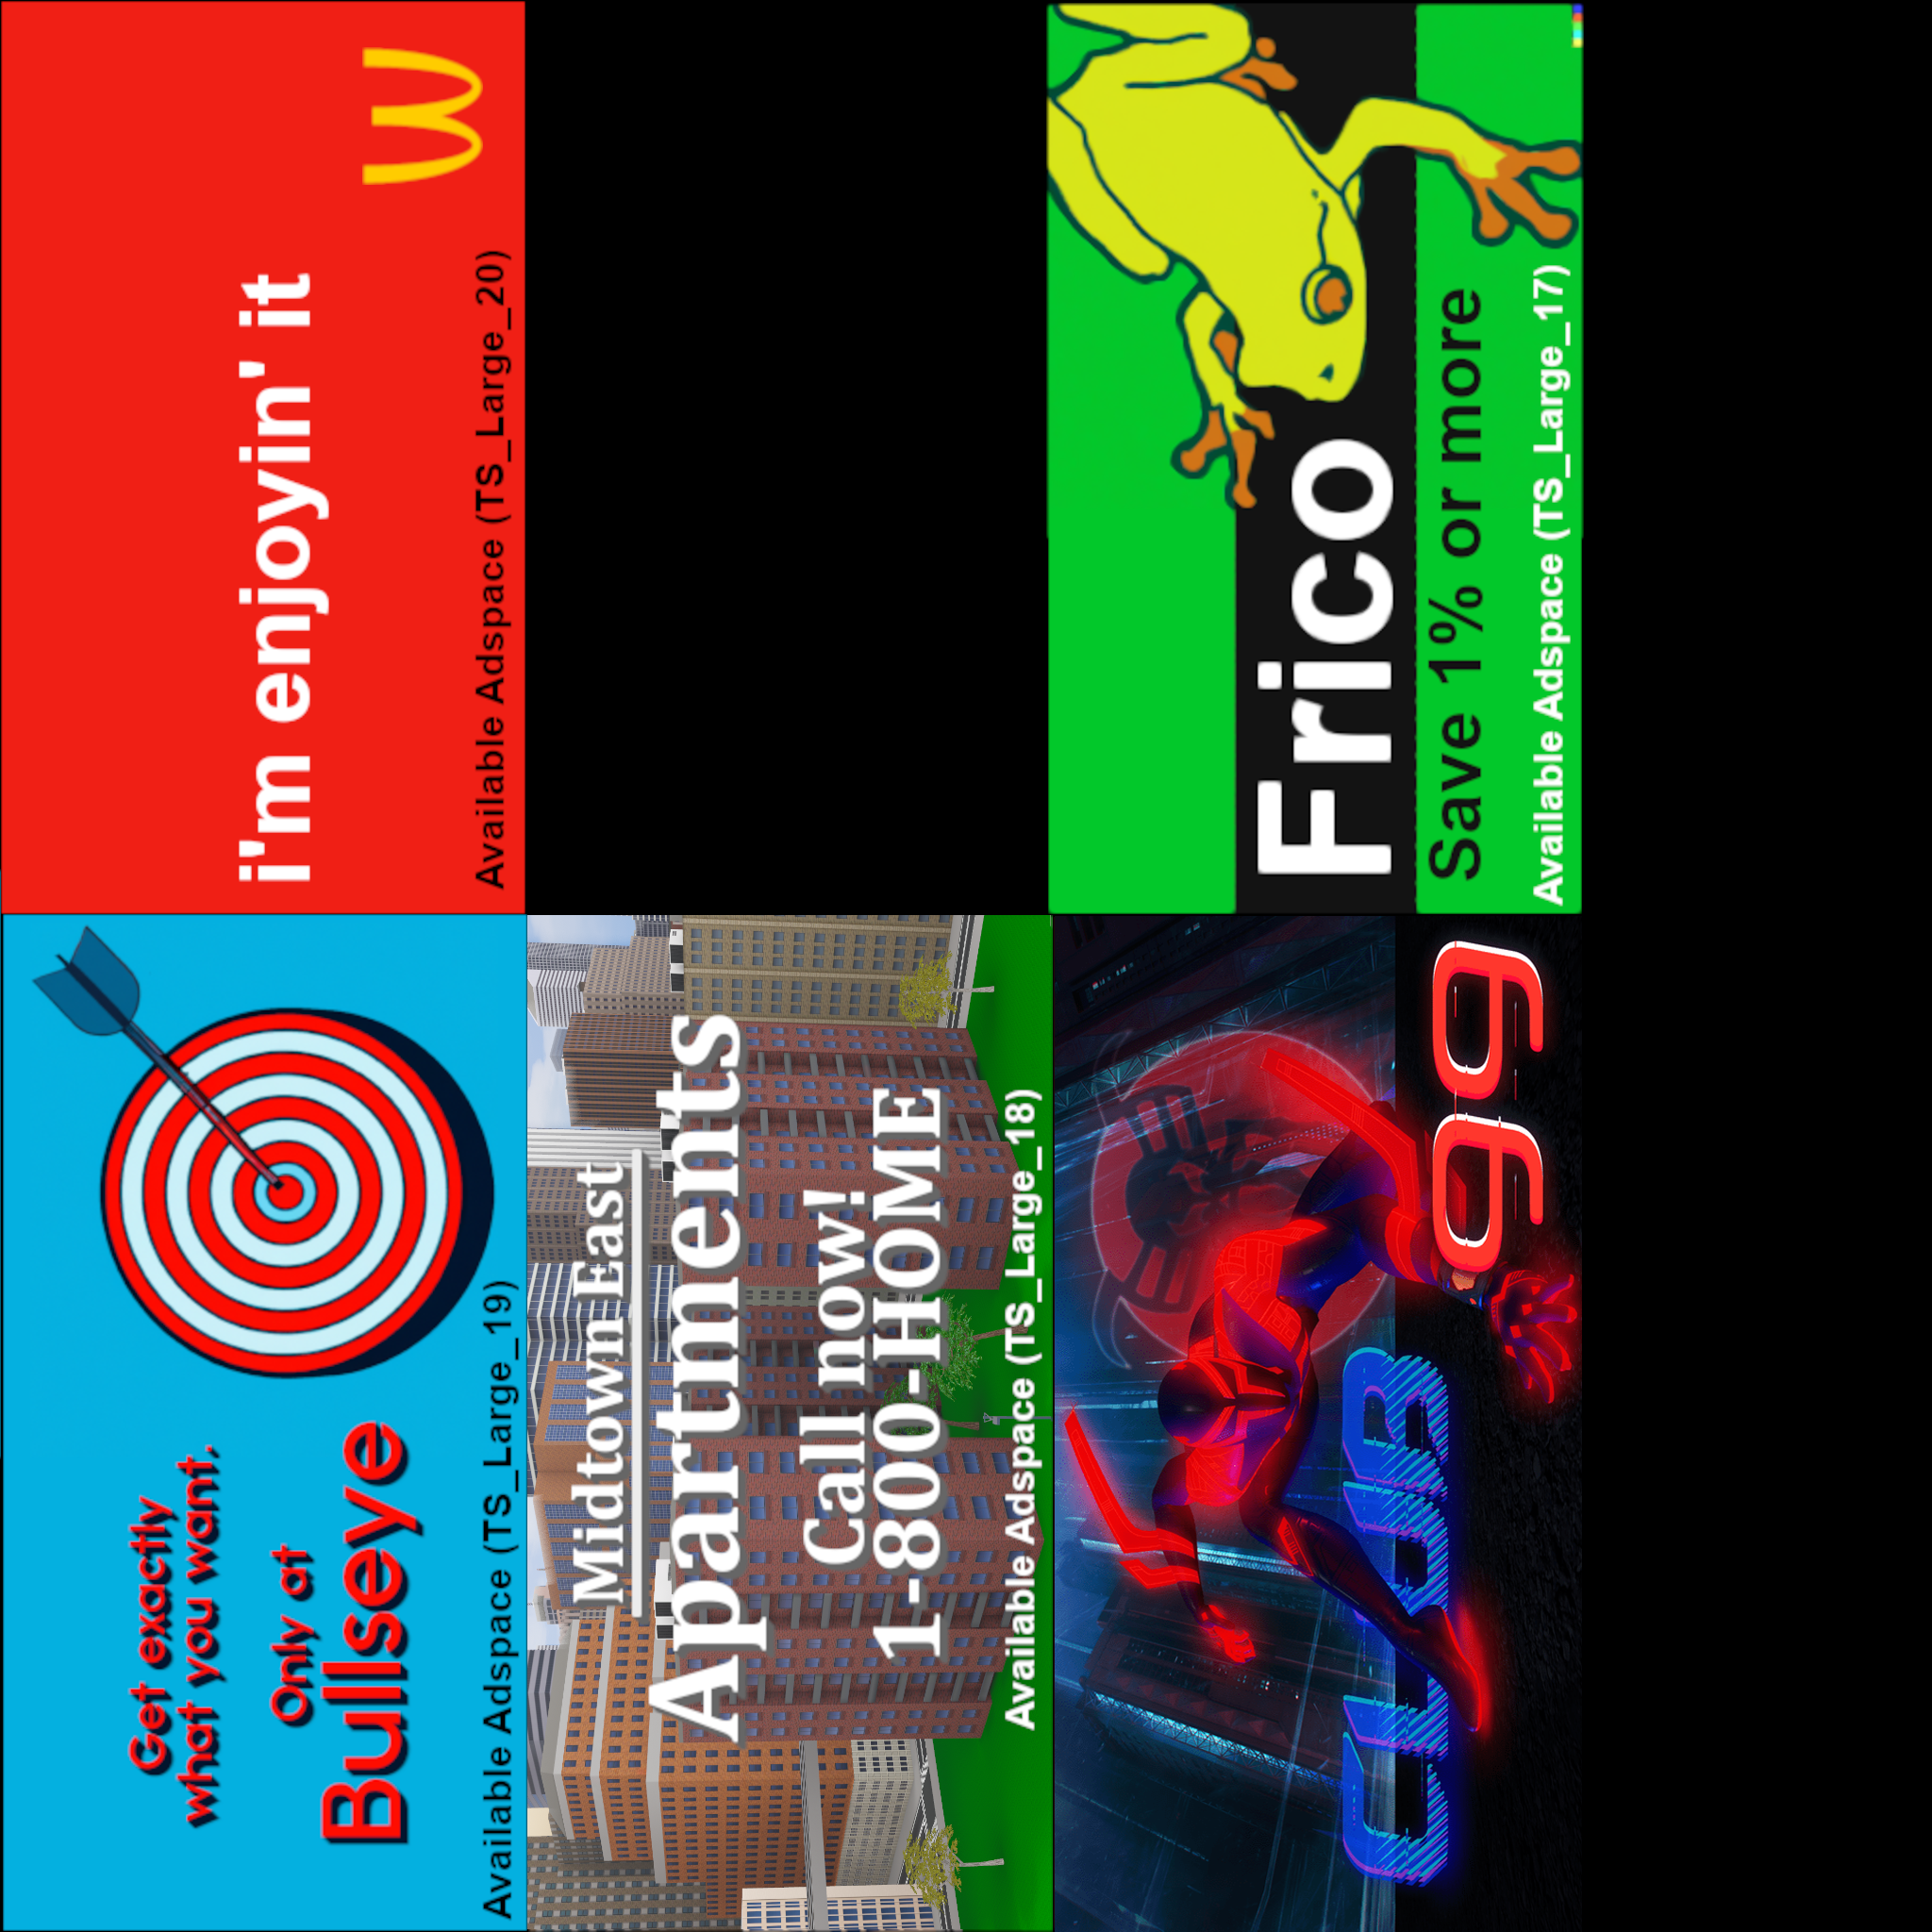 i'm enjoyin' it
Available Adspace (TS_Large_20)
Frico
Save 1% or more
Available Adspace (TS_Large_17)
Get exactly
what you want.
Only at
Bullseye
Available Adspace (TS_Large_19)
Midtown East
Apartments
Call now!
1-800-HOME
Available Adspace (TS_Large_18)
99